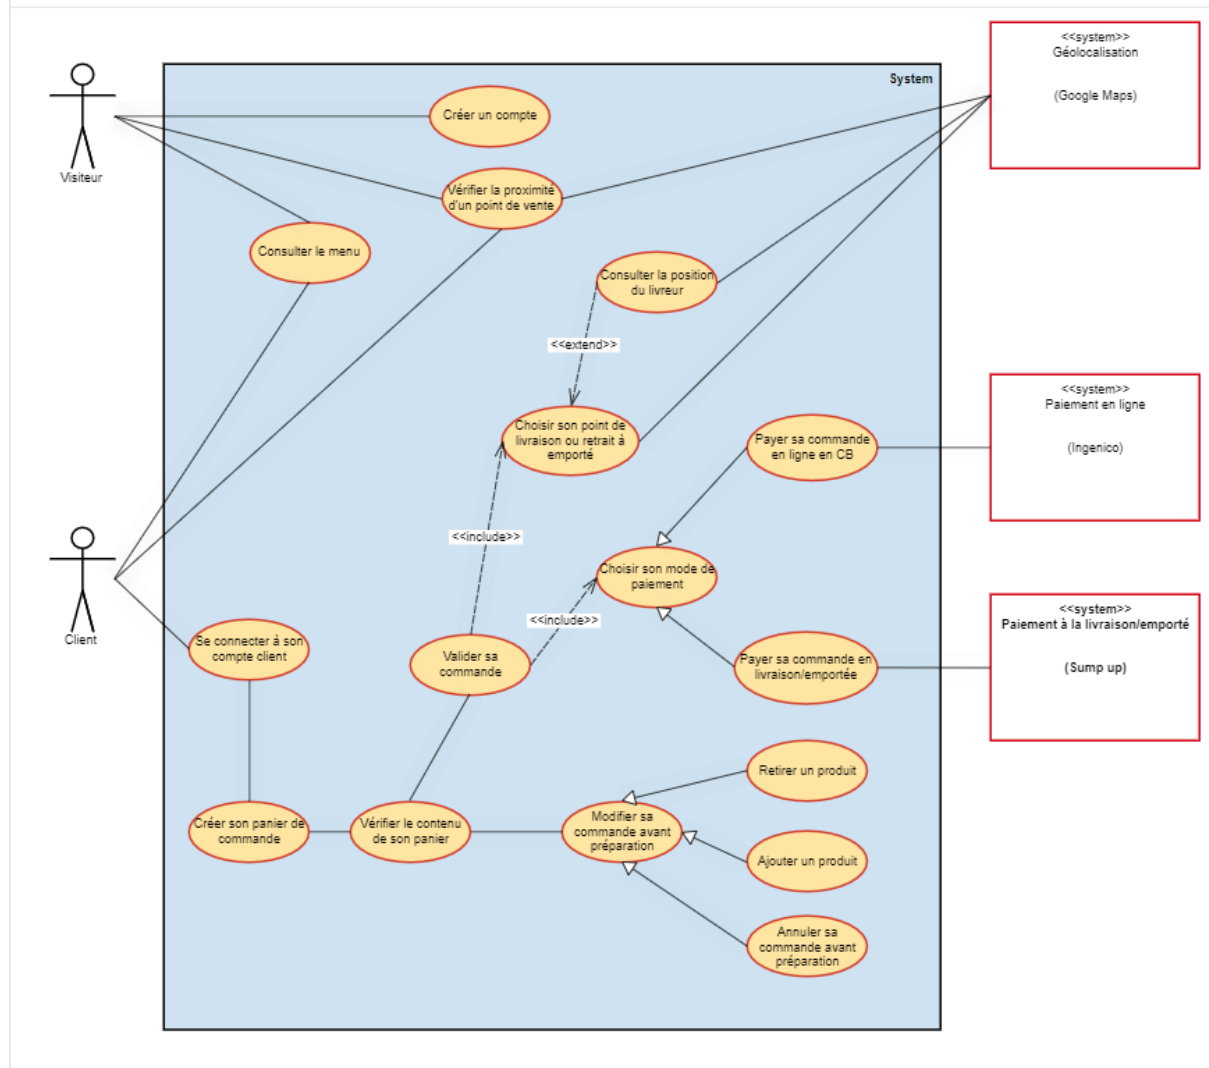 <<system>>
Géolocalisation
(Google Maps)
System
Visiteur
Créer un compte
Vérifier la proximité
d'un point de vente
Consulter le menu
Consulter la position
du livreur
<<extend>>
Choisir son point de
livraison ou retrait à
emporté
Payer sa commande
en ligne en CB
<<system>>
Paiement en ligne
(Ingenico)
<<include>>
Choisir son mode de
paiement
<<include>>
Client
Se connecter à son
compte client
Valider sa
commande
Payer sa commande en
livraison/emportée
<<system>>
Paiement à la livraison/emporté
(Sump up)
Retirer un produit
Créer son panier de
commande
Vérifier le contenu
de son panier
Modifier sa
commande avant
préparation
Ajouter un produit
Annuler sa
commande avant
préparation